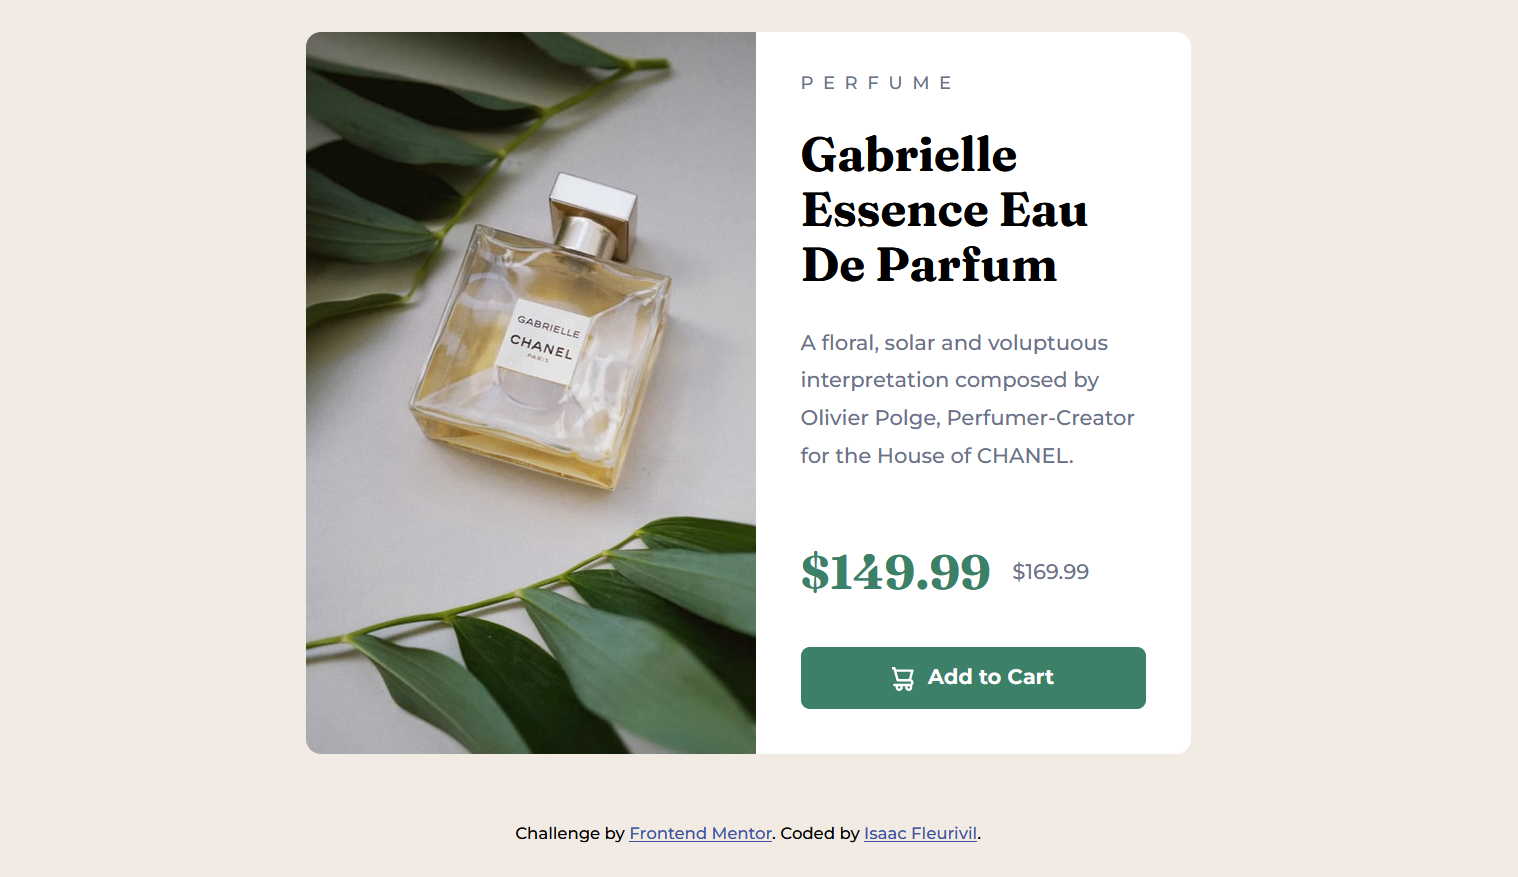 PERFUME
Gabrielle
Essence Eau
De Parfum
A floral, solar and voluptuous
interpretation composed by
Olivier Polge, Perfumer-Creator
for the House of CHANEL.
$149.99 $169.99
Add to Cart
GABRIELLE
CHANEL
PARIS
Challenge by Frontend Mentor. Coded by Isaac Fleurivil.